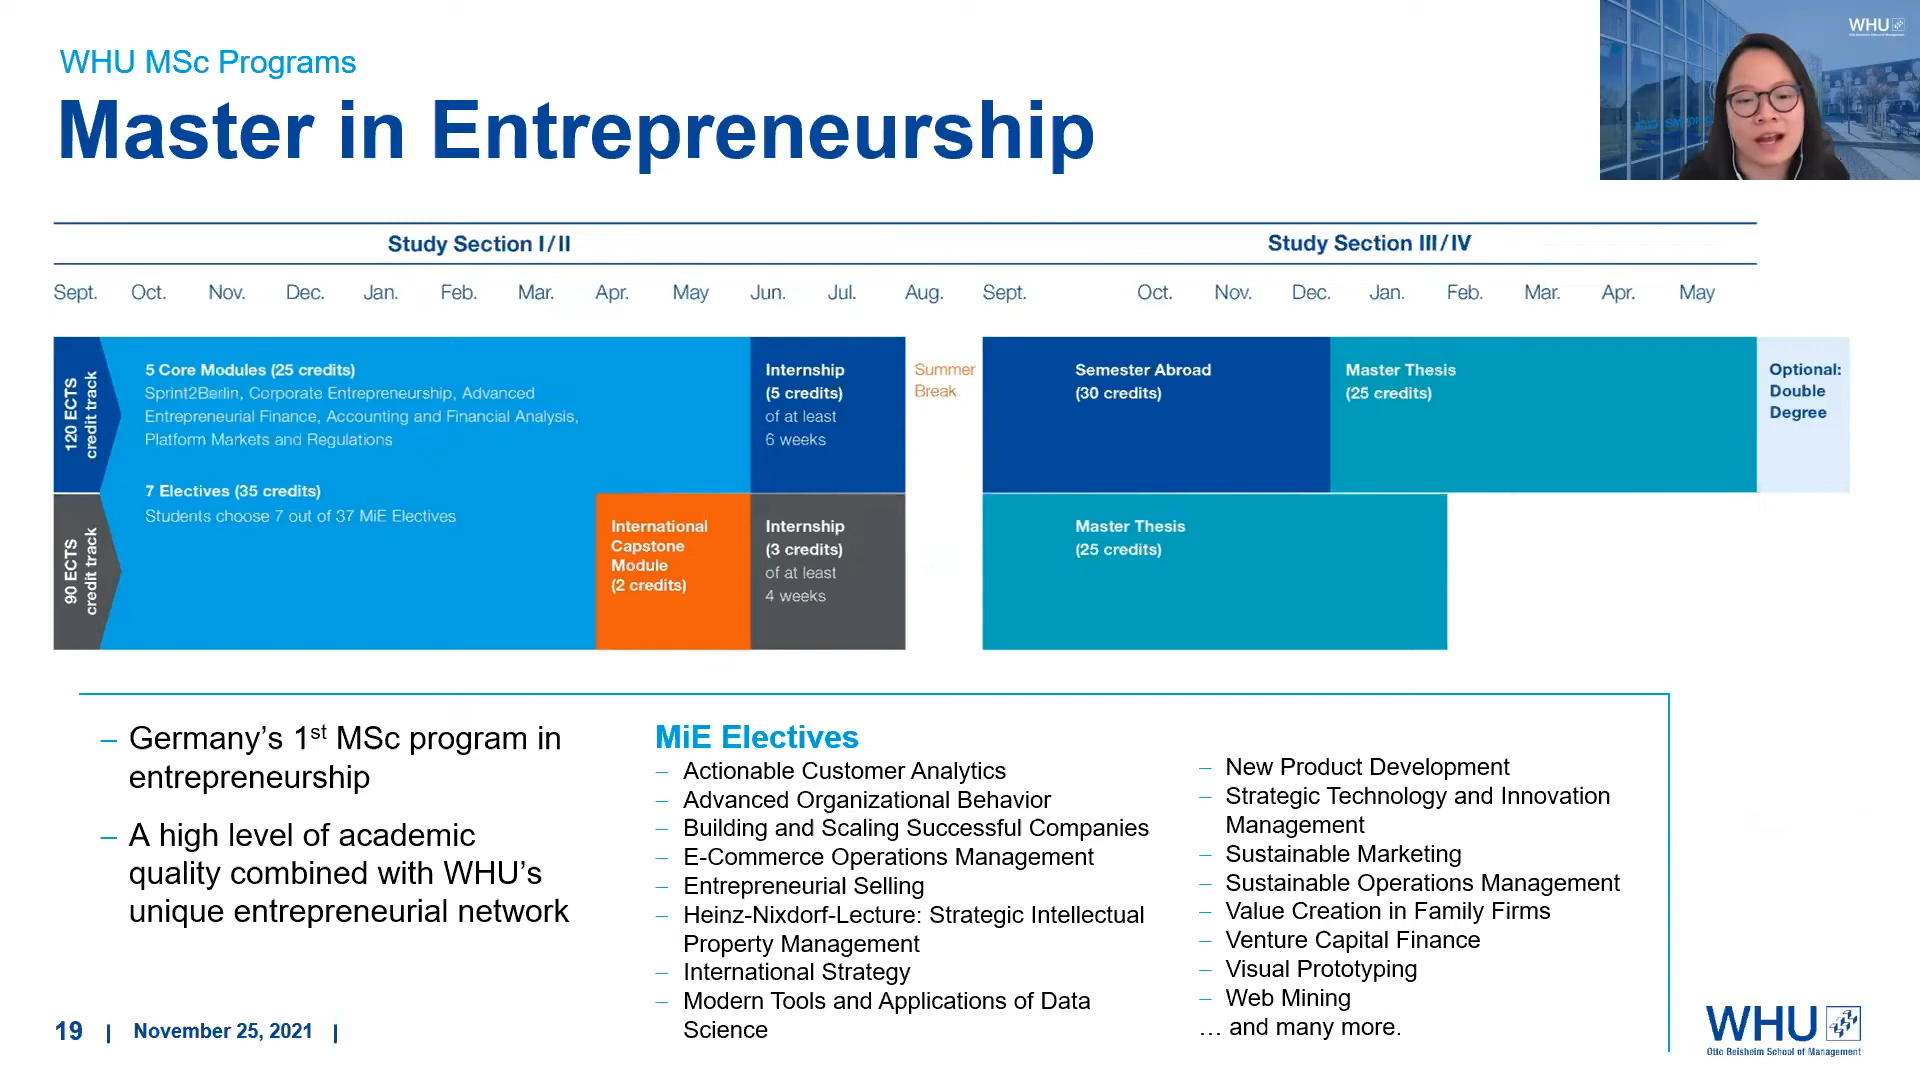 WHU MSc Programs
Master in Entrepreneurship
WHU
Study Section I/II
Study Section III/IV
Sept. Oct. Nov. Dec. Jan. Feb. Mar. Apr. May Jun. Jul. Aug. Sept. Oct. Nov. Dec. Jan. Feb. Mar. Apr. May
120 ECTS
credit track
5 Core Modules (25 credits)
Sprint2Berlin, Corporate Entrepreneurship, Advanced
Entrepreneurial Finance, Accounting and Financial Analysis,
Platform Markets and Regulations
7 Electives (35 credits)
Students choose 7 out of 37 MiE Electives
Internship
(5 credits)
of at least
6 weeks
Summer
Break
Semester Abroad
(30 credits)
Master Thesis
(25 credits)
Optional:
Double
Degree
90 ECTS
credit track
International
Capstone
Module
(2 credits)
Internship
(3 credits)
of at least
4 weeks
Master Thesis
(25 credits)
– Germany’s 1st MSc program in
entrepreneurship
– A high level of academic
quality combined with WHU’s
unique entrepreneurial network
MiE Electives
– Actionable Customer Analytics
– Advanced Organizational Behavior
– Building and Scaling Successful Companies
– E-Commerce Operations Management
– Entrepreneurial Selling
– Heinz-Nixdorf-Lecture: Strategic Intellectual
Property Management
– International Strategy
– Modern Tools and Applications of Data
Science
– New Product Development
– Strategic Technology and Innovation
Management
– Sustainable Marketing
– Sustainable Operations Management
– Value Creation in Family Firms
– Venture Capital Finance
– Visual Prototyping
– Web Mining
… and many more.
19 | November 25, 2021 |
WHU
Otto Beisheim School of Management